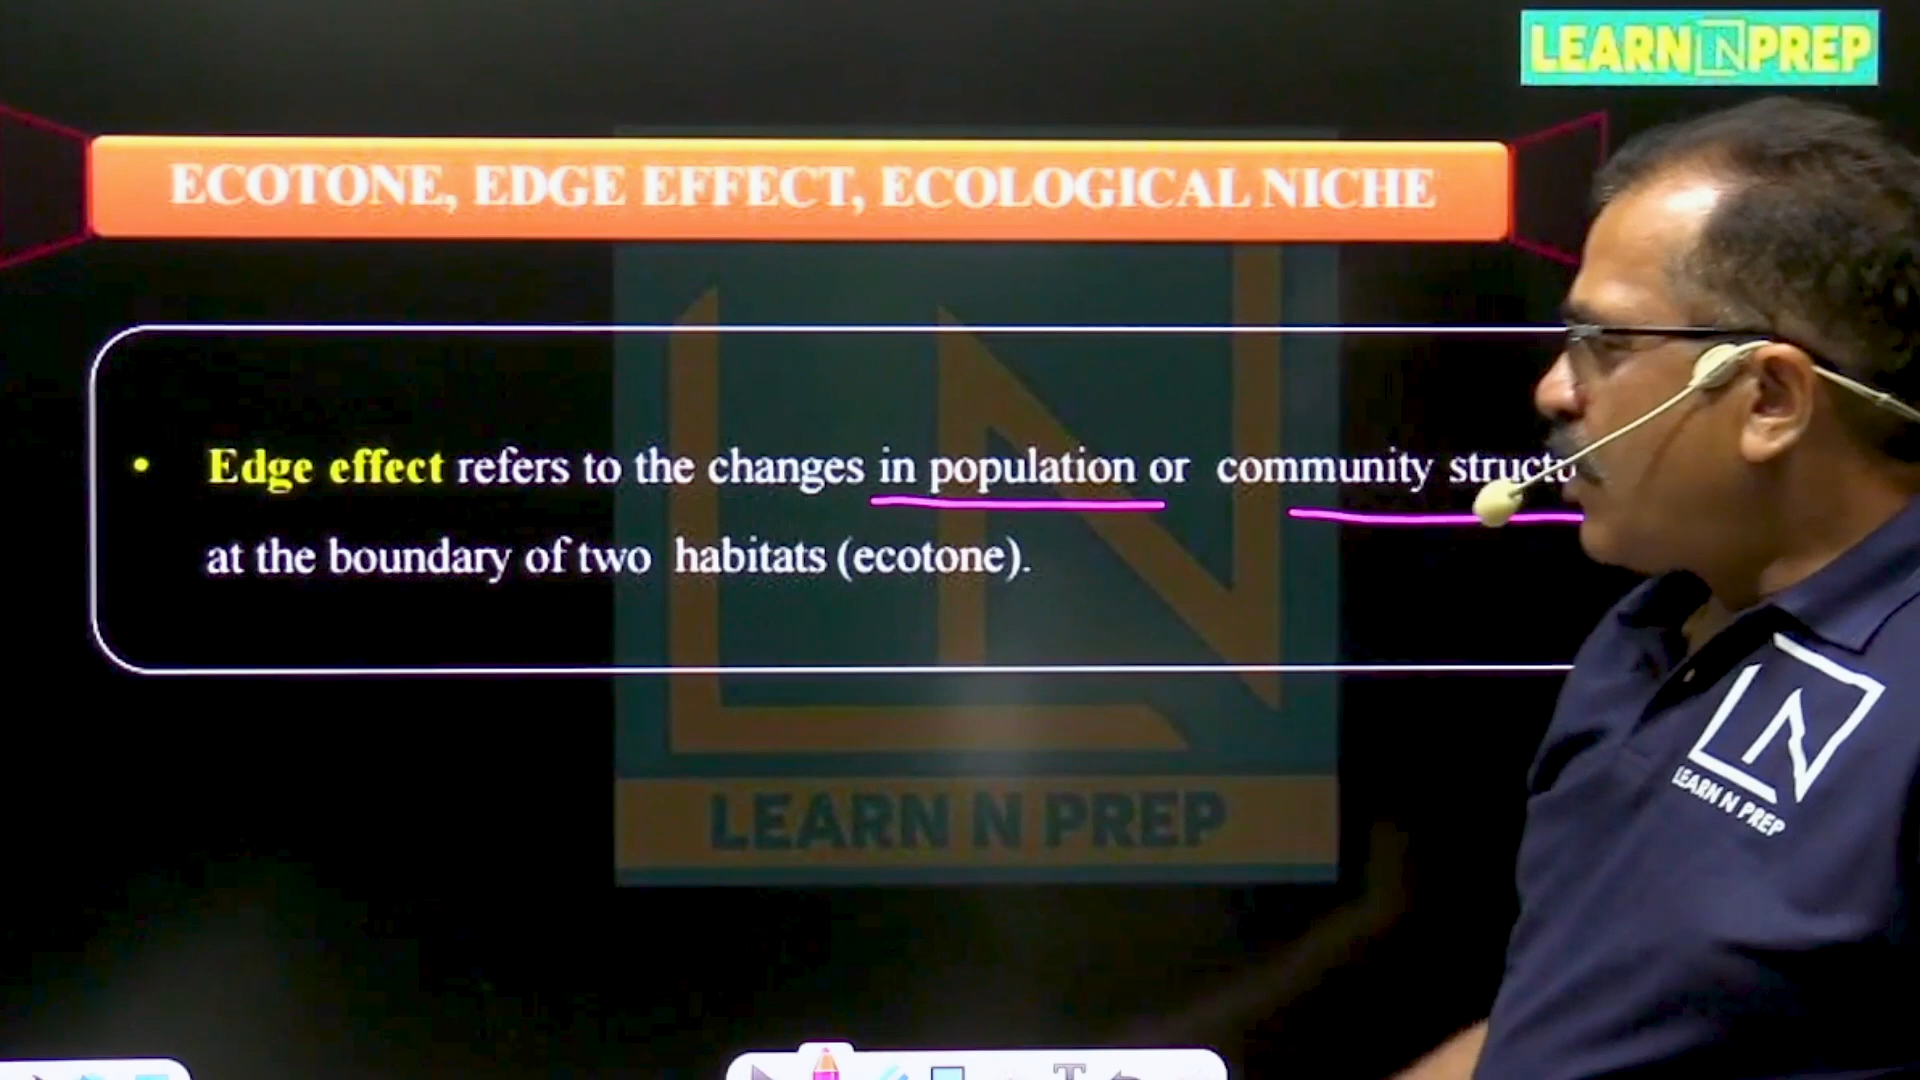 LEARN N PREP
ECOTONE, EDGE EFFECT, ECOLOGICAL NICHE
• Edge effect refers to the changes in population or community
at the boundary of two habitats (ecotone).
LEARN N PREP
LEARN N PREP
T